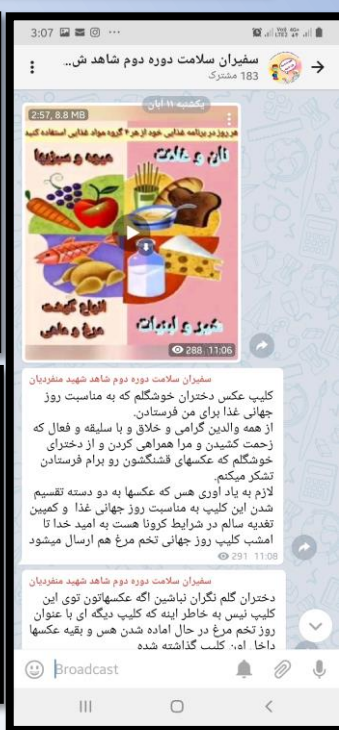 3:07
سفیران سلامت دوره دوم شاهد ش...
183 مشترک
یکشنبه ۱۱ آبان
2:57, 8.8 MB
هر روز در برنامه غذایی خود از هر ۴ گروه مواد غذایی استفاده کنید
میوه و سبزیها
نان و غلات
انواع گوشت
مرغ و ماهی
شیر و لبنیات
288 11:06
سفیران سلامت دوره دوم شاهد شهید منفردیان
کلیپ عکس دختران خوشگلم که به مناسبت روز
جهانی غذا برای من فرستادن.
از همه والدین گرامی و خلاق و با سلیقه و فعال که
زحمت کشیدن و مرا همراهی کردن و از دخترای
خوشگلم که عکسهای قشنگشون رو برام فرستادن
تشکر میکنم.
لازم به یاد اوری هس که عکسها به دو دسته تقسیم
شدن این کلیپ به مناسبت روز جهانی غذا و کمپین
تغدیه سالم در شرایط کرونا هست به امید خدا تا
امشب کلیپ روز جهانی تخم مرغ هم ارسال میشود
291 11:08
سفیران سلامت دوره دوم شاهد شهید منفردیان
دختران گلم نگران نباشین اگه عکسهاتون توی این
کلیپ نیس به خاطر اینه که کلیپ دیگه ای با عنوان
روز تخم مرغ در حال اماده شدن هس و بقیه عکسها
داخل اون کلیپ گذاشته شده
Broadcast